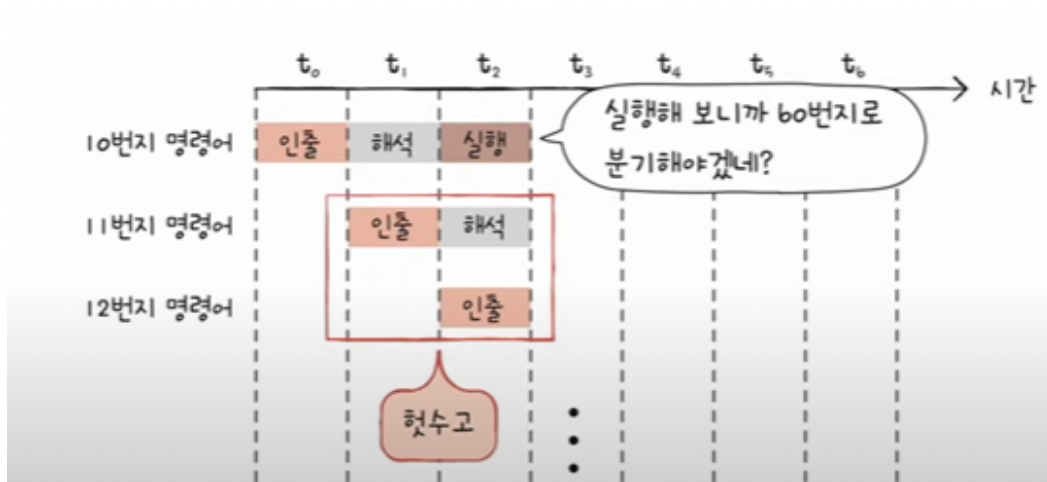 t₀ t₁ t₂ t₃ t₄ t₅ t₆
시간
10번지 명령어 인출 해석 실행
실행해 보니까 60번지로
분기해야겠네?
11번지 명령어 인출 해석
12번지 명령어 인출
헛수고